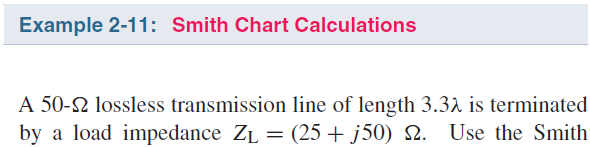 Example 2-11: Smith Chart Calculations
A 50-Ω lossless transmission line of length 3.3λ is terminated
by a load impedance Z_L = (25 + j50) Ω. Use the Smith